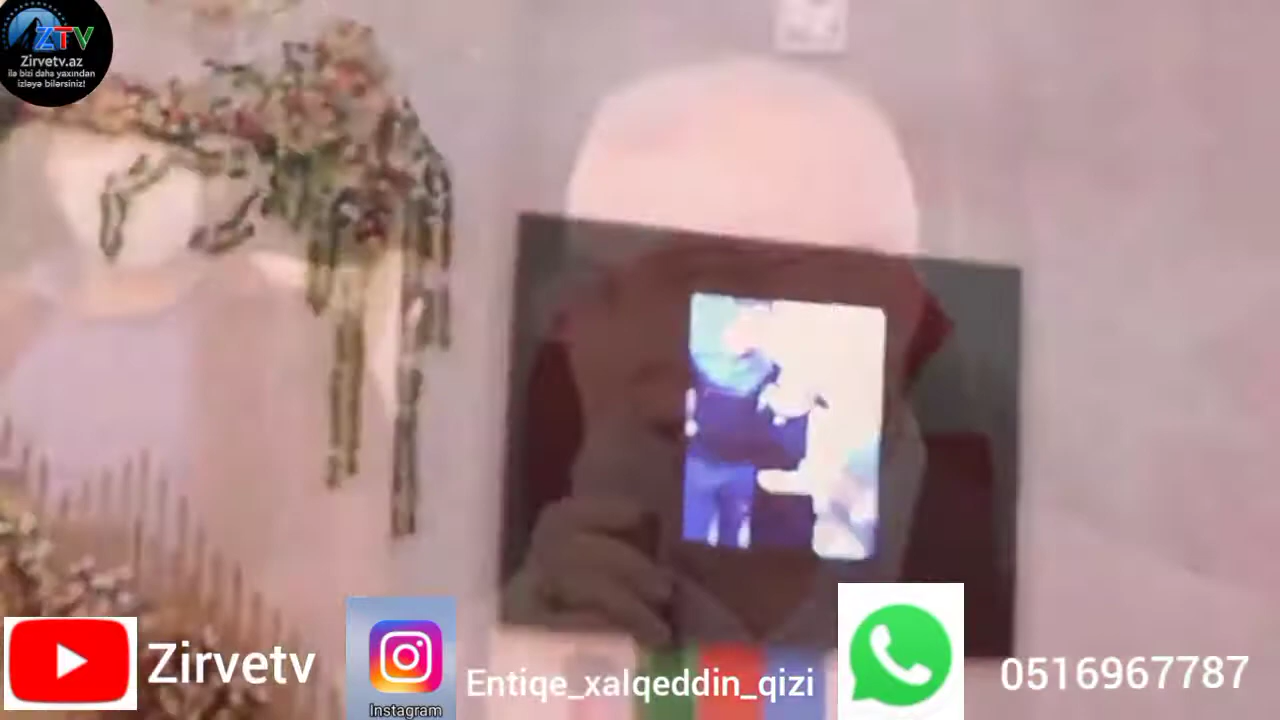 ZTV
Zirvetv.az
ilə bizi daha yaxından
izləyə bilərsiniz!
Zirvetv
Instagram
Entiqe_xalqeddin_qizi
0516967787